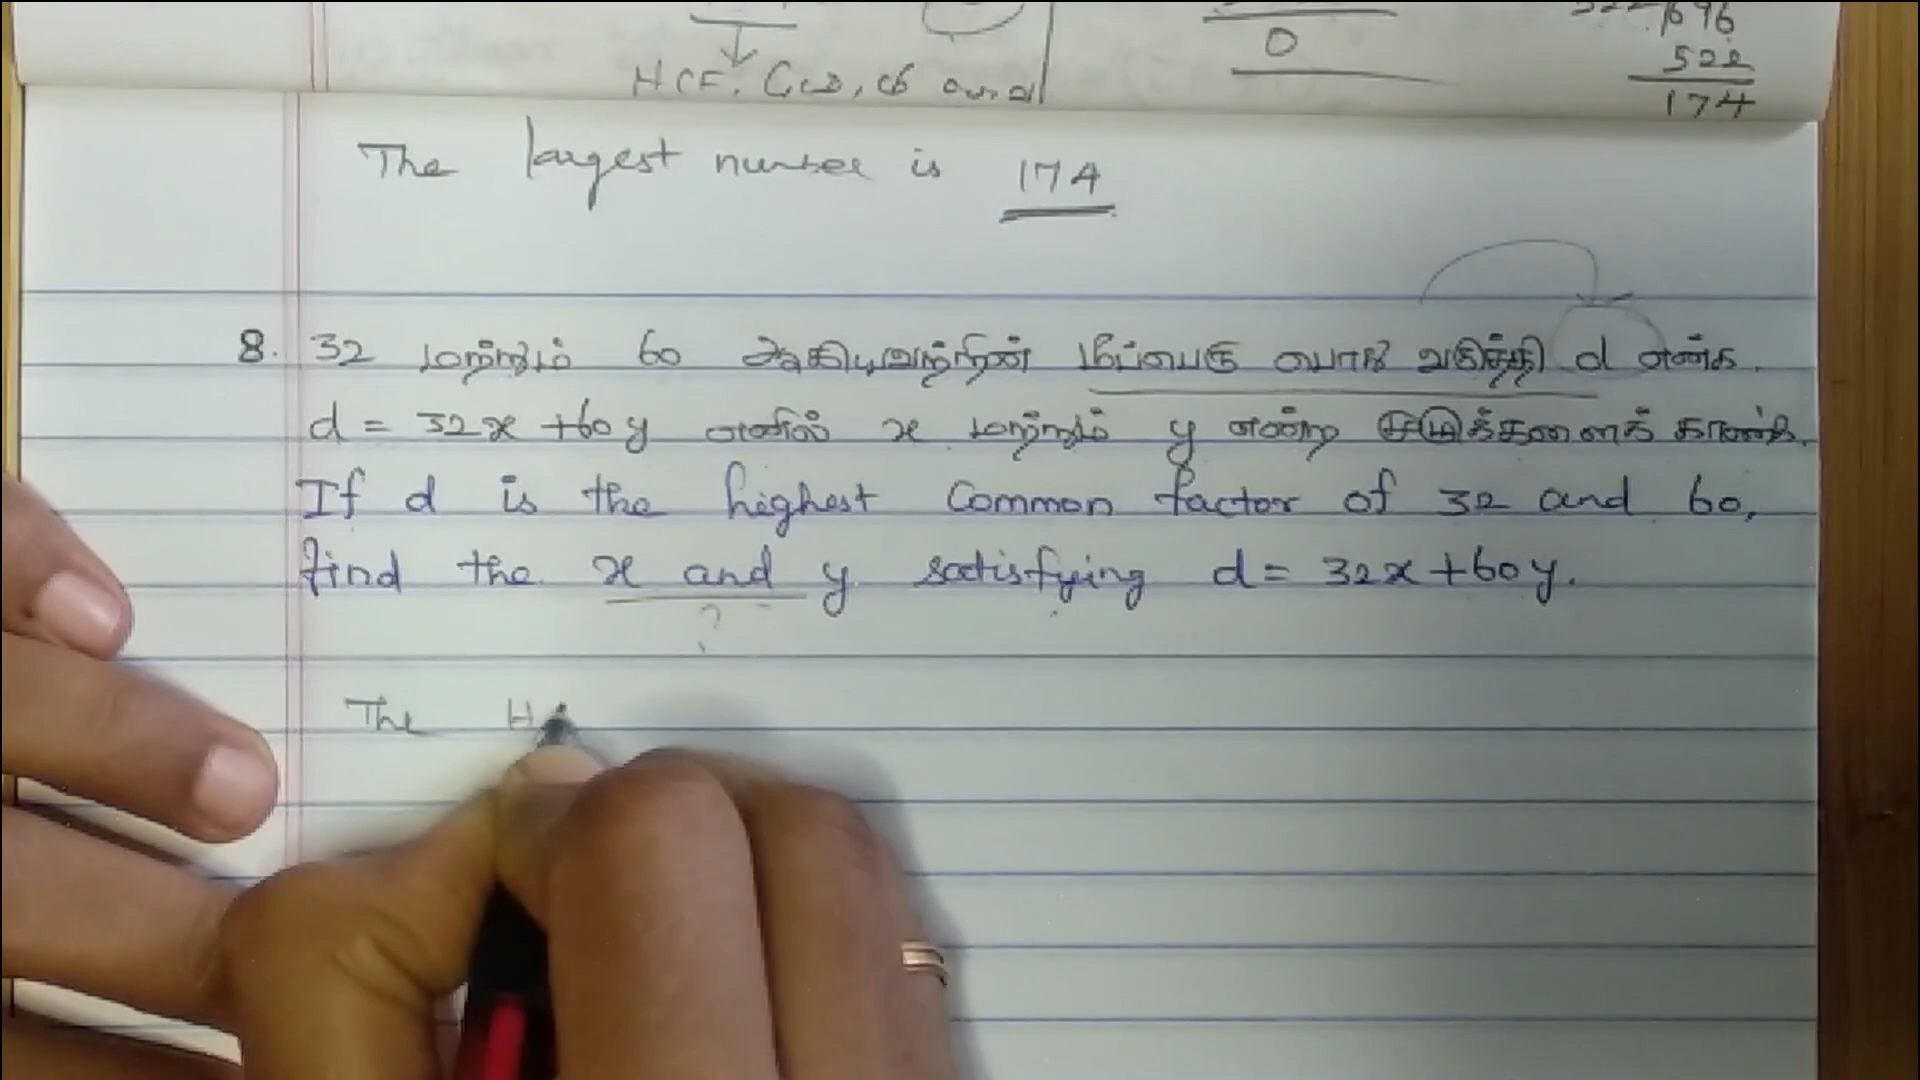 0
1696
522
174
HCF, GCD,
The largest number is 174
8. 32 மற்றும் 60 ஆகியவற்றின் மீப்பெரு பொது வகுத்தி d என்க.
d = 32x + 60y எனில் x மற்றும் y என்ற காண்க.
If d is the highest Common factor of 32 and 60,
find the x and y satisfying d = 32x + 60y.
?
The H